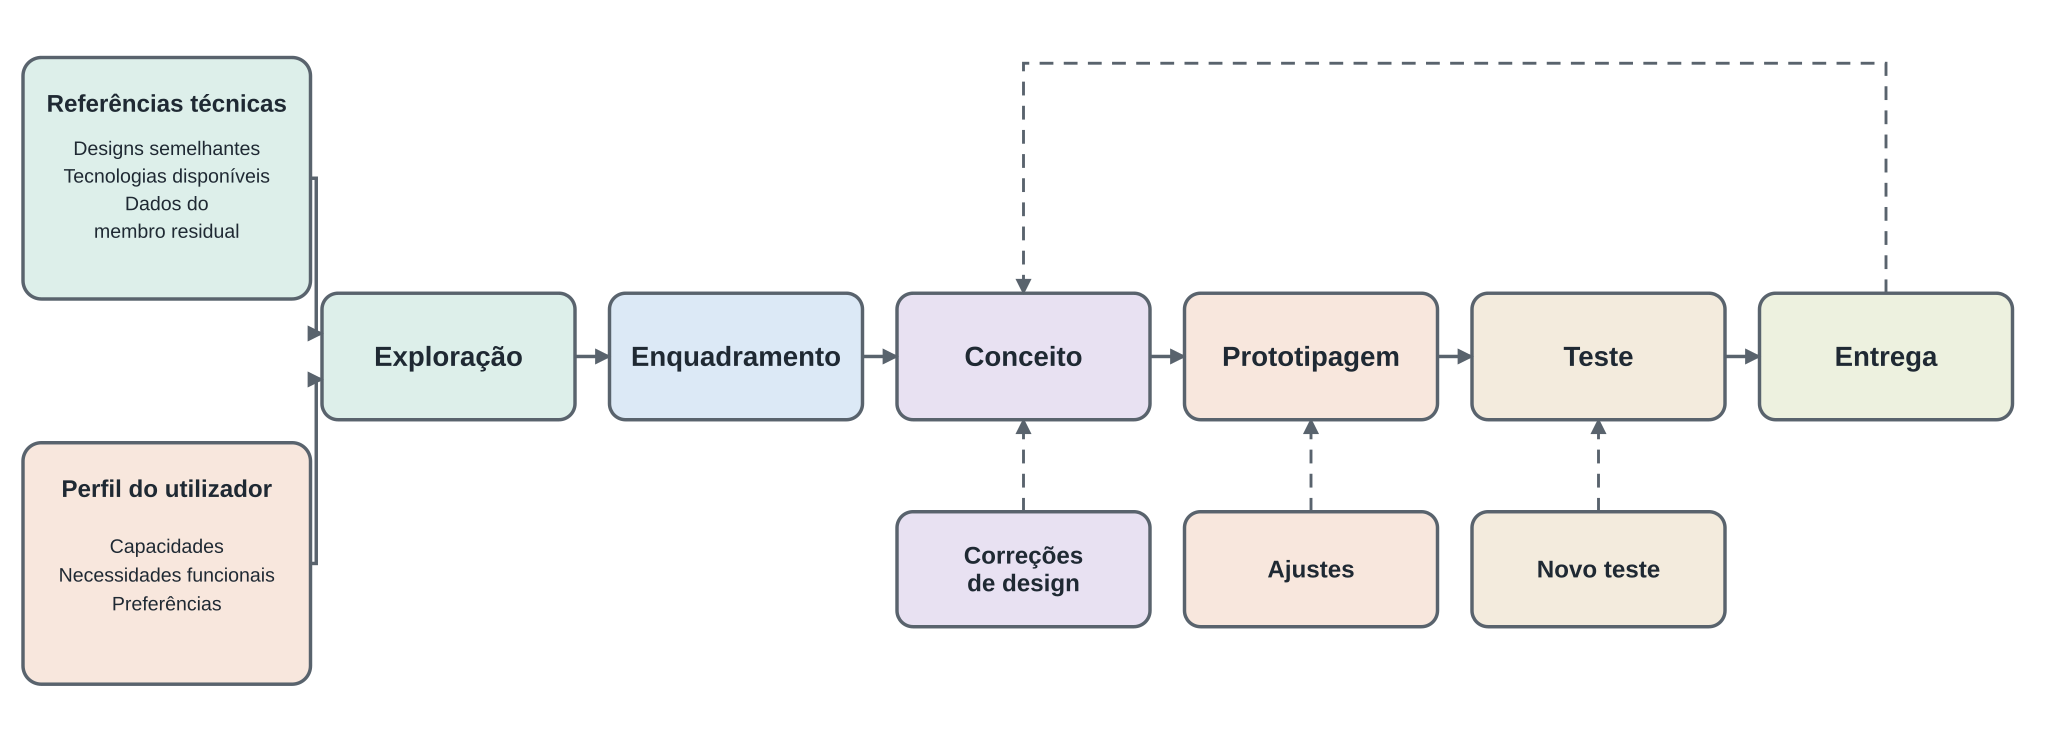 Referências técnicas
Designs semelhantes
Tecnologias disponíveis
Dados do
membro residual
Exploração
Enquadramento
Conceito
Prototipagem
Teste
Entrega
Perfil do utilizador
Capacidades
Necessidades funcionais
Preferências
Correções
de design
Ajustes
Novo teste